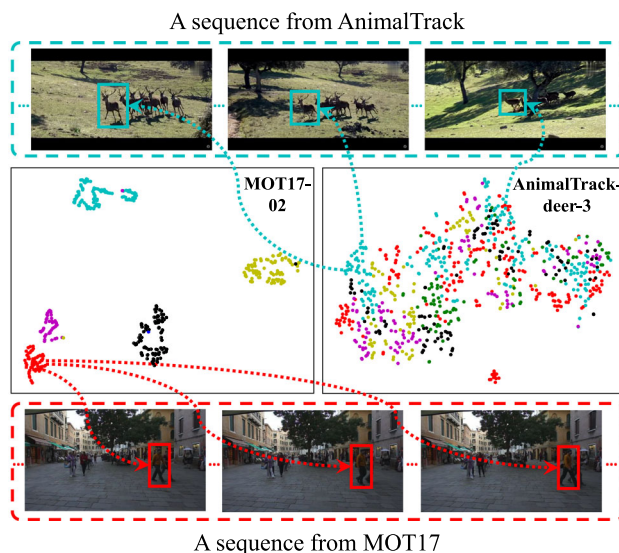 A sequence from AnimalTrack
MOT17-
02
AnimalTrack-
deer-3
A sequence from MOT17